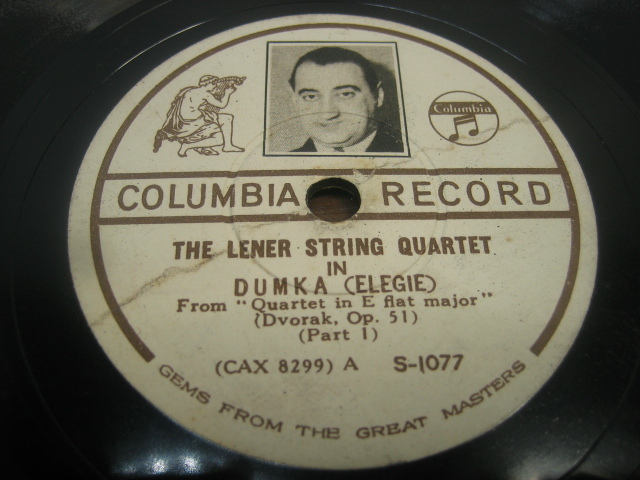 Columbia
COLUMBIA RECORD
THE LENER STRING QUARTET
IN
DUMKA (ELEGIE)
From "Quartet in E flat major"
(Dvorak, Op. 51)
(Part 1)
(CAX 8299) A S-1077
GEMS FROM THE GREAT MASTERS